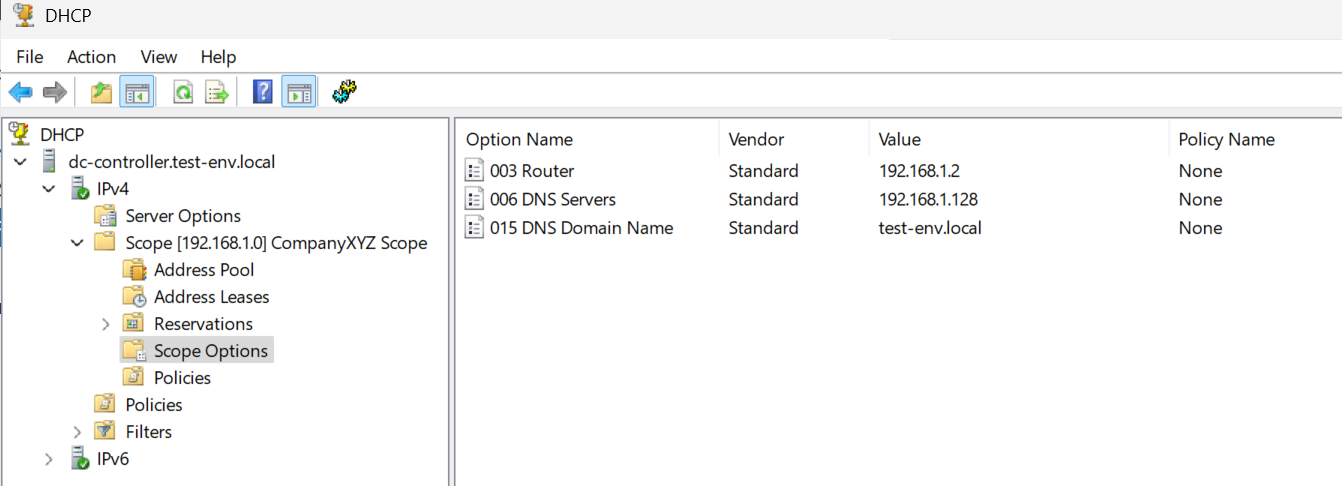 DHCP
File Action View Help
DHCP
dc-controller.test-env.local
IPv4
Server Options
Scope [192.168.1.0] CompanyXYZ Scope
Address Pool
Address Leases
Reservations
Scope Options
Policies
Policies
Filters
IPv6
Option Name Vendor Value Policy Name
003 Router Standard 192.168.1.2 None
006 DNS Servers Standard 192.168.1.128 None
015 DNS Domain Name Standard test-env.local None